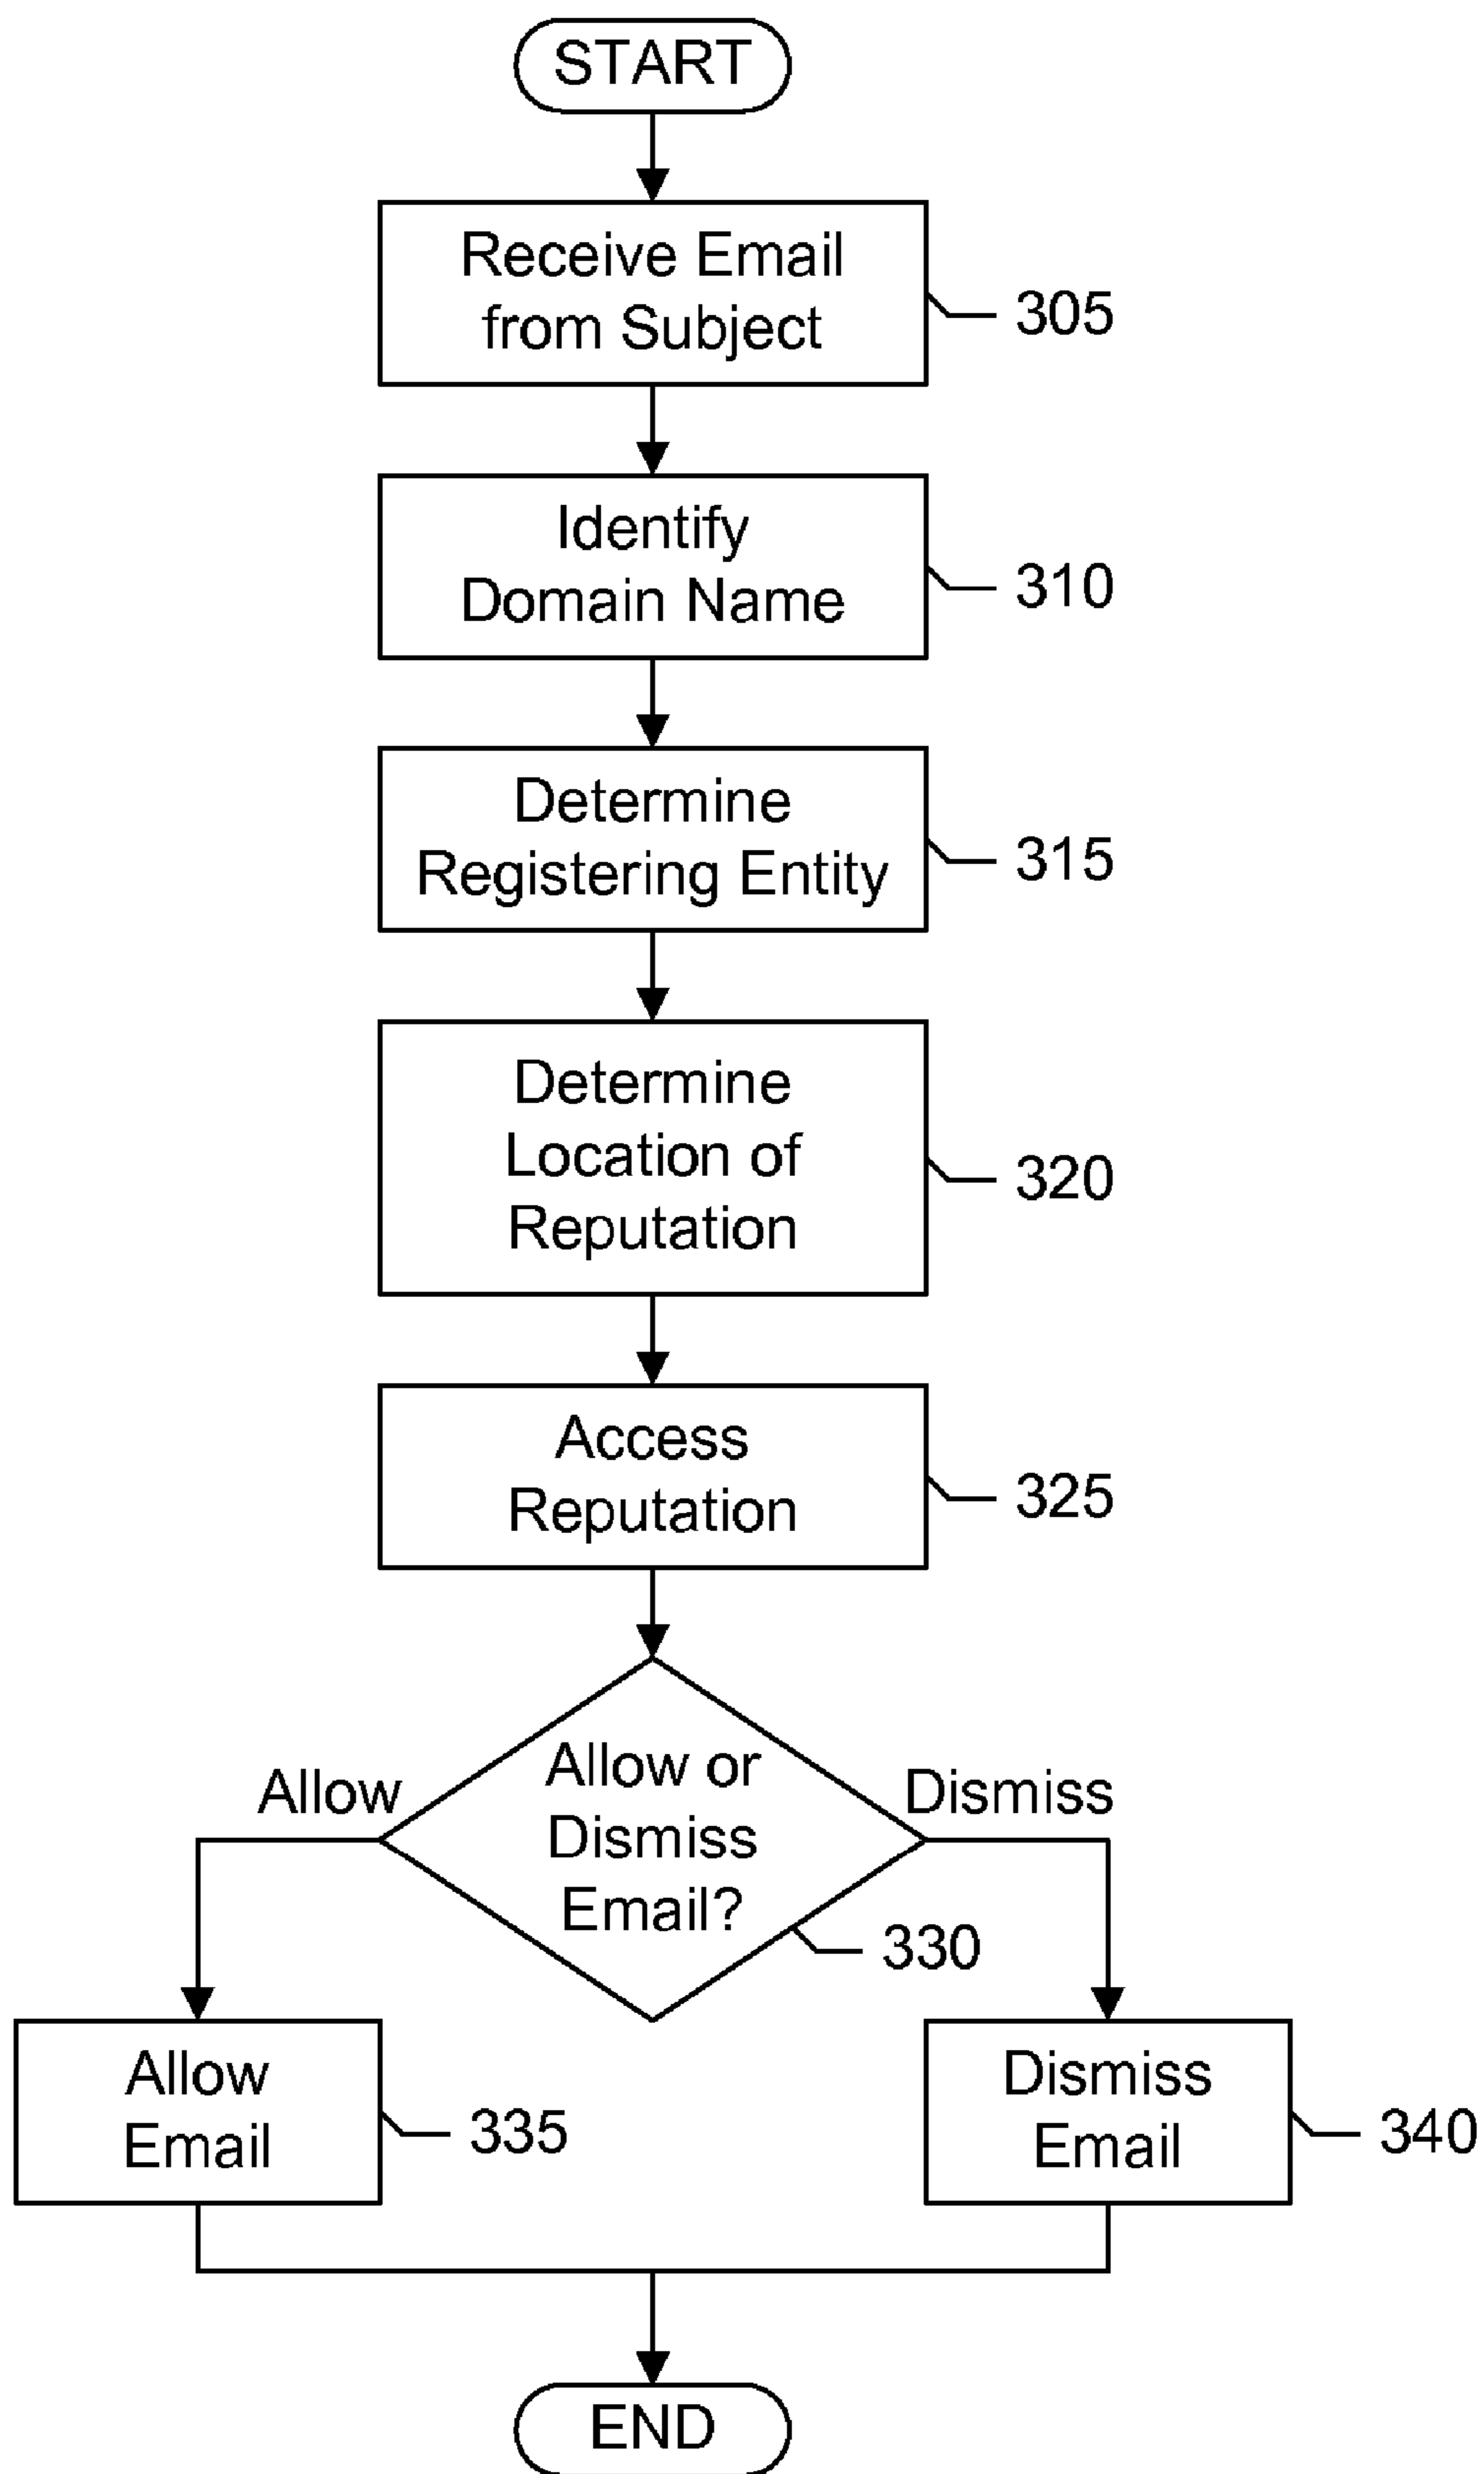 START
Receive Email
from Subject
305
Identify
Domain Name
310
Determine
Registering Entity
315
Determine
Location of
Reputation
320
Access
Reputation
325
Allow or
Dismiss
Email?
Allow
Dismiss
330
Allow
Email
335
Dismiss
Email
340
END